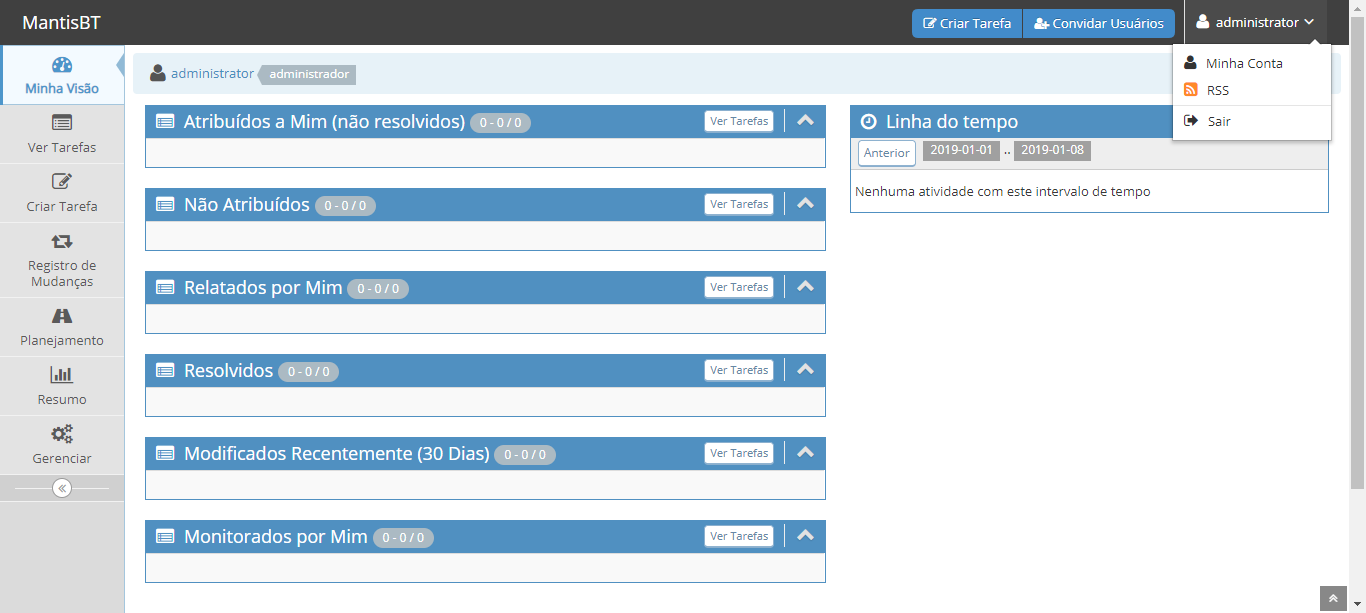 MantisBT
Criar Tarefa
Convidar Usuários
administrator
Minha Conta
RSS
Sair
Minha Visão
Ver Tarefas
Criar Tarefa
Registro de
Mudanças
Planejamento
Resumo
Gerenciar
administrator administrador
Atribuídos a Mim (não resolvidos) 0 - 0 / 0 Ver Tarefas
Não Atribuídos 0 - 0 / 0 Ver Tarefas
Relatados por Mim 0 - 0 / 0 Ver Tarefas
Resolvidos 0 - 0 / 0 Ver Tarefas
Modificados Recentemente (30 Dias) 0 - 0 / 0 Ver Tarefas
Monitorados por Mim 0 - 0 / 0 Ver Tarefas
Linha do tempo
Anterior 2019-01-01 .. 2019-01-08
Nenhuma atividade com este intervalo de tempo